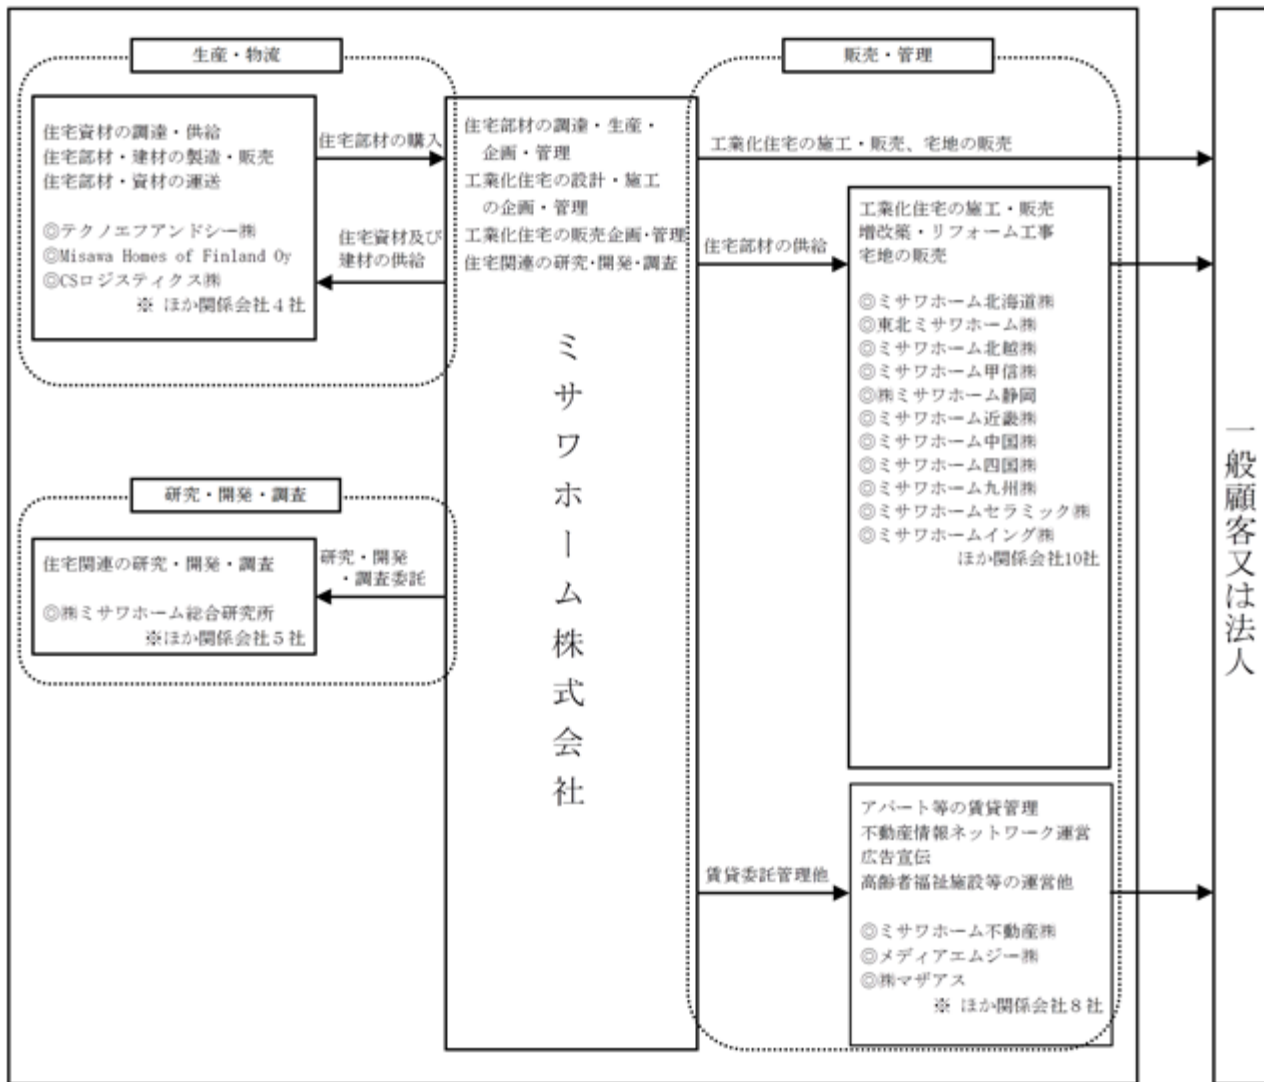 生産・物流
住宅資材の調達・供給
住宅部材・建材の製造・販売
住宅部材・資材の運送
◎テクノエフアンドシー㈱
◎Misawa Homes of Finland Oy
◎CSロジスティクス㈱
※ ほか関係会社４社
住宅部材の購入
住宅資材及び
建材の供給
研究・開発・調査
住宅関連の研究・開発・調査
◎㈱ミサワホーム総合研究所
※ほか関係会社５社
研究・開発
・調査委託
住宅部材の調達・生産・
企画・管理
工業化住宅の設計・施工
の企画・管理
工業化住宅の販売企画・管理
住宅関連の研究・開発・調査
ミサワホーム株式会社
販売・管理
工業化住宅の施工・販売、宅地の販売
住宅部材の供給
工業化住宅の施工・販売
増改築・リフォーム工事
宅地の販売
◎ミサワホーム北海道㈱
◎東北ミサワホーム㈱
◎ミサワホーム北越㈱
◎ミサワホーム甲信㈱
◎㈱ミサワホーム静岡
◎ミサワホーム近畿㈱
◎ミサワホーム中国㈱
◎ミサワホーム四国㈱
◎ミサワホーム九州㈱
◎ミサワホームセラミック㈱
◎ミサワホームイング㈱
ほか関係会社10社
賃貸委託管理他
アパート等の賃貸管理
不動産情報ネットワーク運営
広告宣伝
高齢者福祉施設等の運営他
◎ミサワホーム不動産㈱
◎メディアエムジー㈱
◎㈱マザアス
※ ほか関係会社８社
一般顧客又は法人